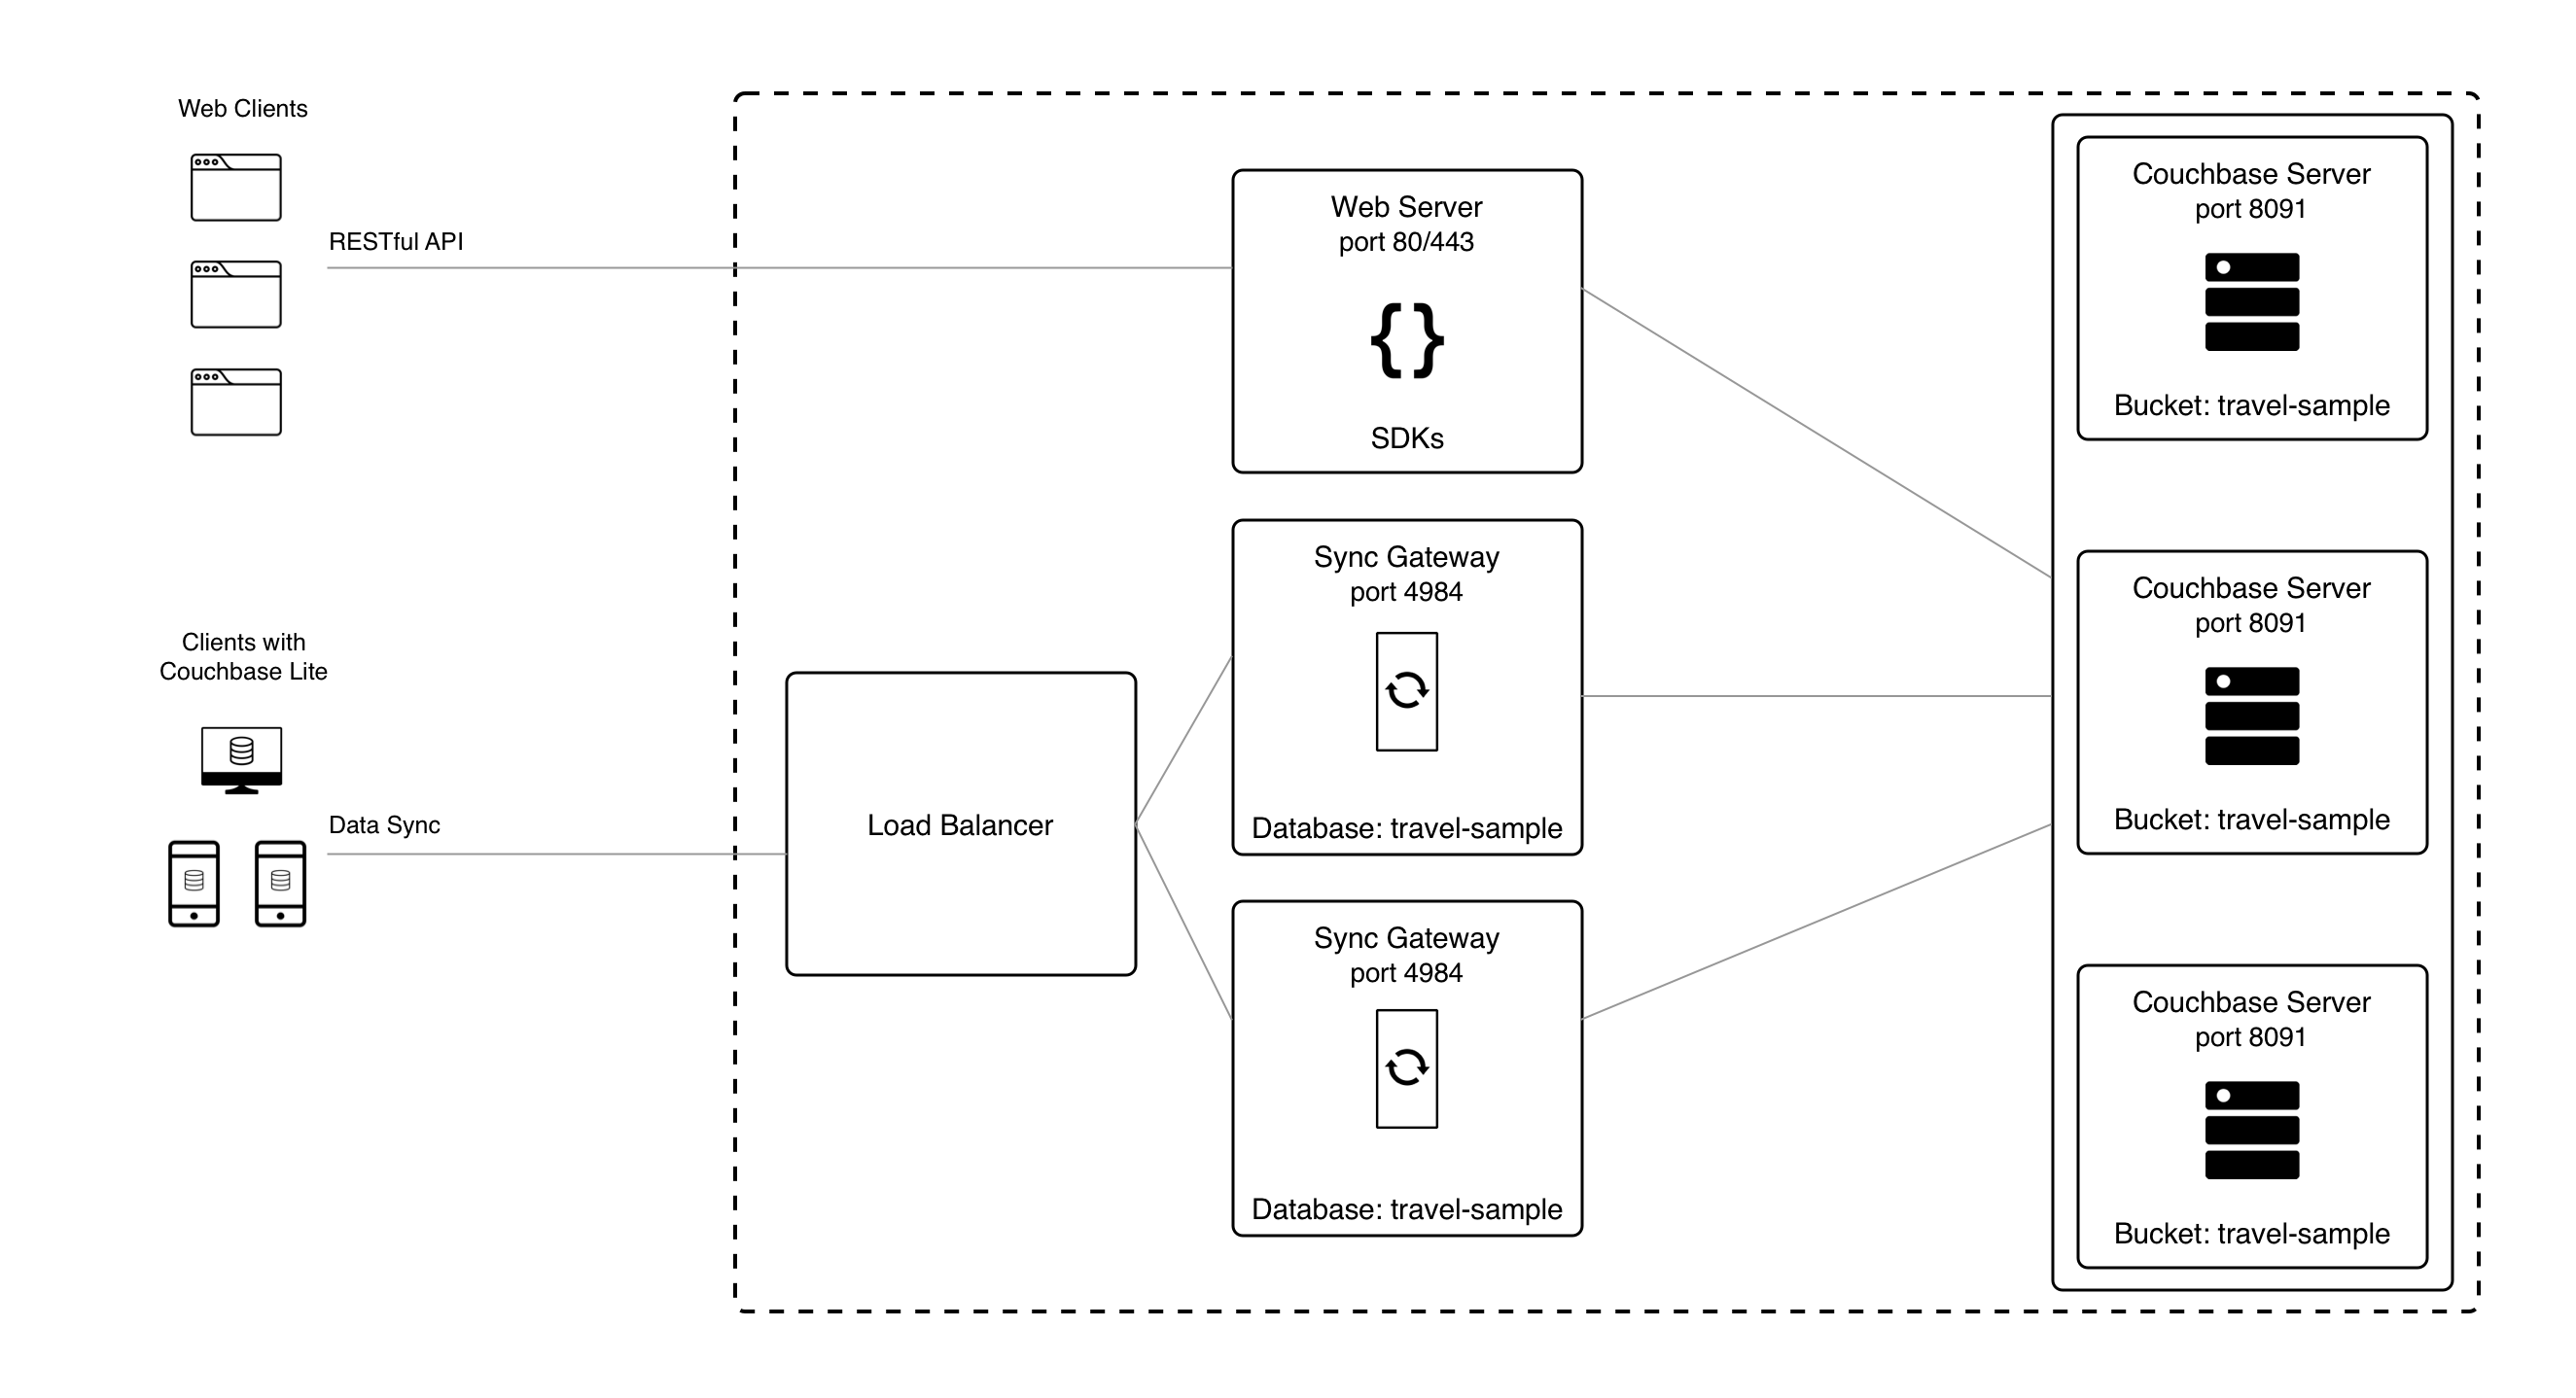 Web Clients
RESTful API
Clients with
Couchbase Lite
Data Sync
Load Balancer
Web Server
port 80/443
{}
SDKs
Sync Gateway
port 4984
Database: travel-sample
Sync Gateway
port 4984
Database: travel-sample
Couchbase Server
port 8091
Bucket: travel-sample
Couchbase Server
port 8091
Bucket: travel-sample
Couchbase Server
port 8091
Bucket: travel-sample